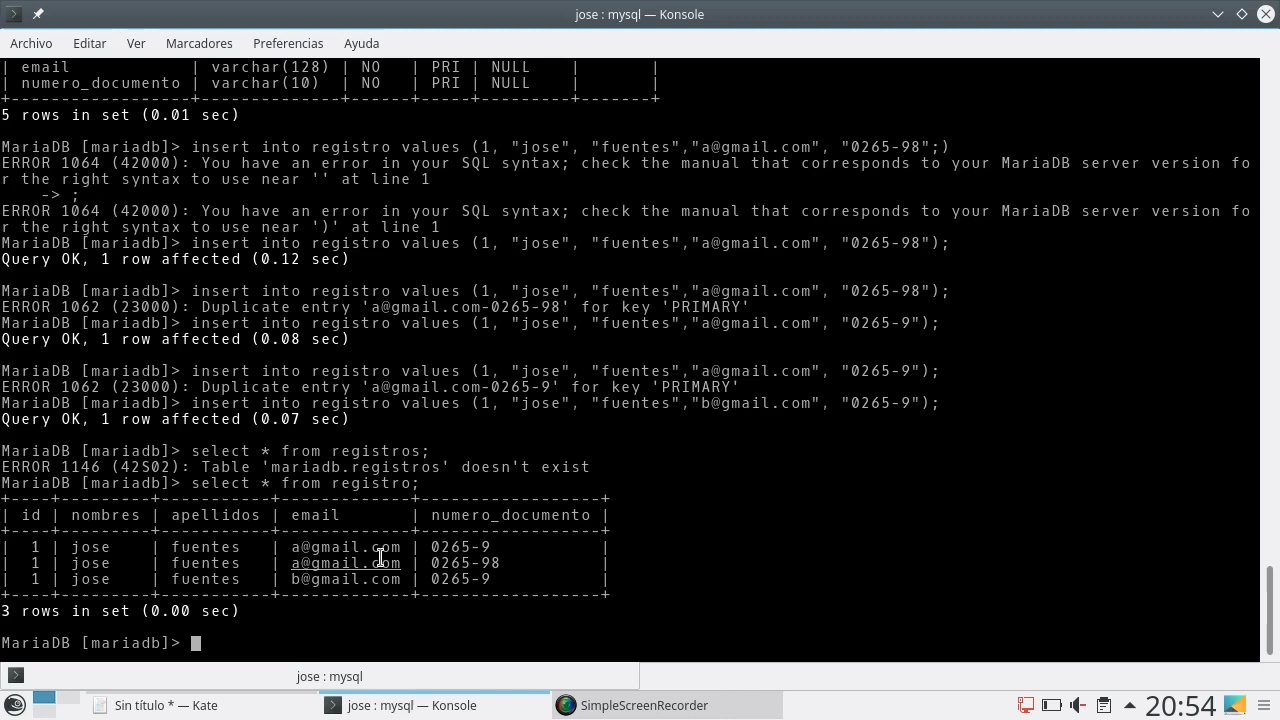 jose : mysql — Konsole
Archivo Editar Ver Marcadores Preferencias Ayuda
| email | varchar(128) | NO | PRI | NULL | |
| numero_documento | varchar(10) | NO | PRI | NULL | |
+------------------+--------------+------+-----+---------+-------+
5 rows in set (0.01 sec)
MariaDB [mariadb]> insert into registro values (1, "jose", "fuentes","a@gmail.com", "0265-98";)
ERROR 1064 (42000): You have an error in your SQL syntax; check the manual that corresponds to your MariaDB server version fo
r the right syntax to use near '' at line 1
-> ;
ERROR 1064 (42000): You have an error in your SQL syntax; check the manual that corresponds to your MariaDB server version fo
r the right syntax to use near ')' at line 1
MariaDB [mariadb]> insert into registro values (1, "jose", "fuentes","a@gmail.com", "0265-98");
Query OK, 1 row affected (0.12 sec)
MariaDB [mariadb]> insert into registro values (1, "jose", "fuentes","a@gmail.com", "0265-98");
ERROR 1062 (23000): Duplicate entry 'a@gmail.com-0265-98' for key 'PRIMARY'
MariaDB [mariadb]> insert into registro values (1, "jose", "fuentes","a@gmail.com", "0265-9");
Query OK, 1 row affected (0.08 sec)
MariaDB [mariadb]> insert into registro values (1, "jose", "fuentes","a@gmail.com", "0265-9");
ERROR 1062 (23000): Duplicate entry 'a@gmail.com-0265-9' for key 'PRIMARY'
MariaDB [mariadb]> insert into registro values (1, "jose", "fuentes","b@gmail.com", "0265-9");
Query OK, 1 row affected (0.07 sec)
MariaDB [mariadb]> select * from registros;
ERROR 1146 (42S02): Table 'mariadb.registros' doesn't exist
MariaDB [mariadb]> select * from registro;
+----+---------+-----------+-------------+------------------+
| id | nombres | apellidos | email | numero_documento |
+----+---------+-----------+-------------+------------------+
| 1 | jose | fuentes | a@gmail.com | 0265-9 |
| 1 | jose | fuentes | a@gmail.com | 0265-98 |
| 1 | jose | fuentes | b@gmail.com | 0265-9 |
+----+---------+-----------+-------------+------------------+
3 rows in set (0.00 sec)
MariaDB [mariadb]>
jose : mysql
Sin título * — Kate jose : mysql — Konsole SimpleScreenRecorder 20:54